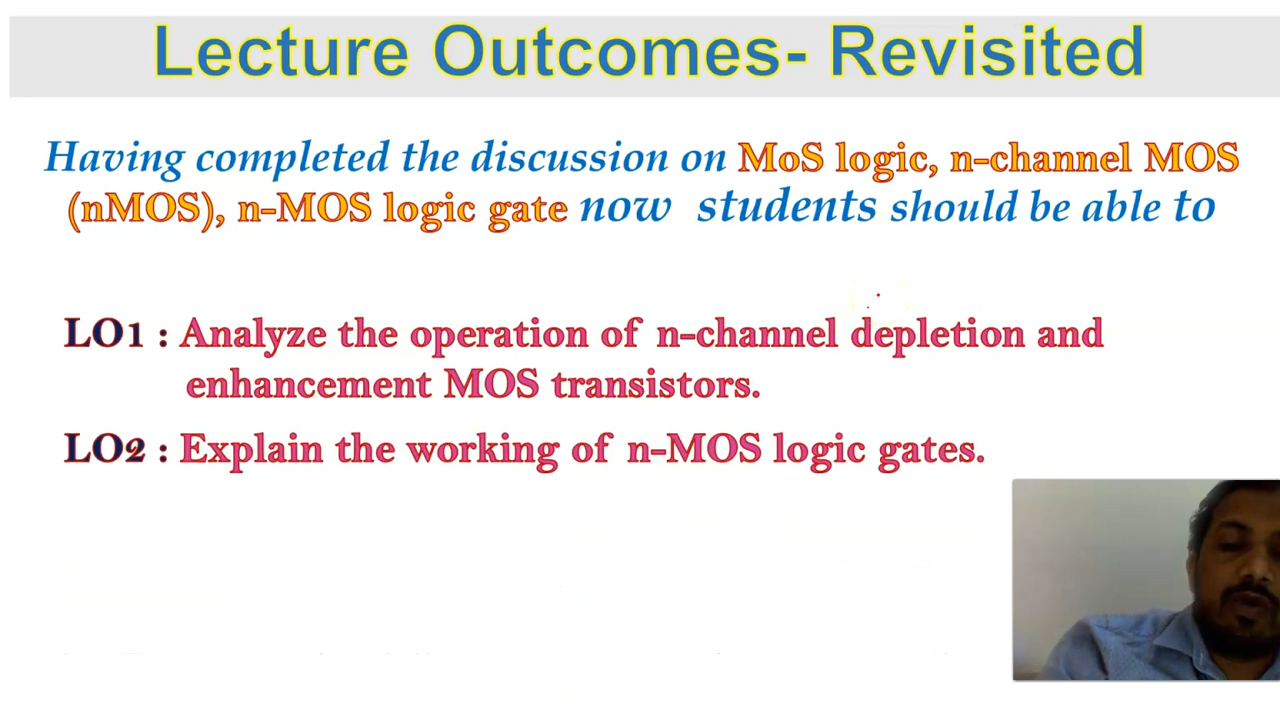 Lecture Outcomes- Revisited
Having completed the discussion on MoS logic, n-channel MOS
(nMOS), n-MOS logic gate now students should be able to
LO1 : Analyze the operation of n-channel depletion and
enhancement MOS transistors.
LO2 : Explain the working of n-MOS logic gates.